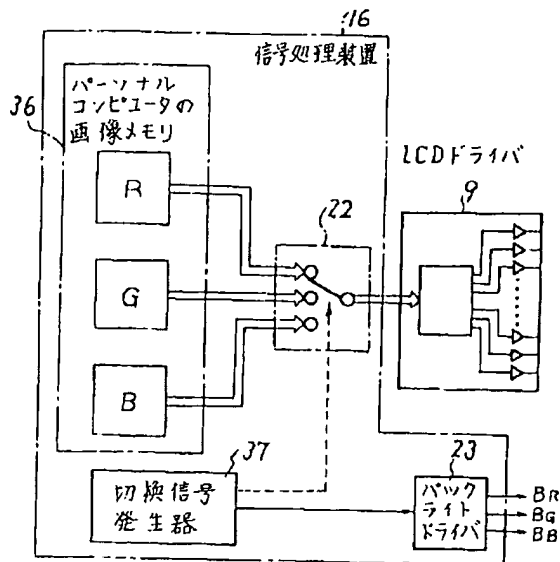 16
信号処理装置
パーソナル
コンピュータの
画像メモリ
36
R
G
B
22
LCDドライバ
9
37
切換信号
発生器
23
バック
ライト
ドライバ
BR
BG
BB